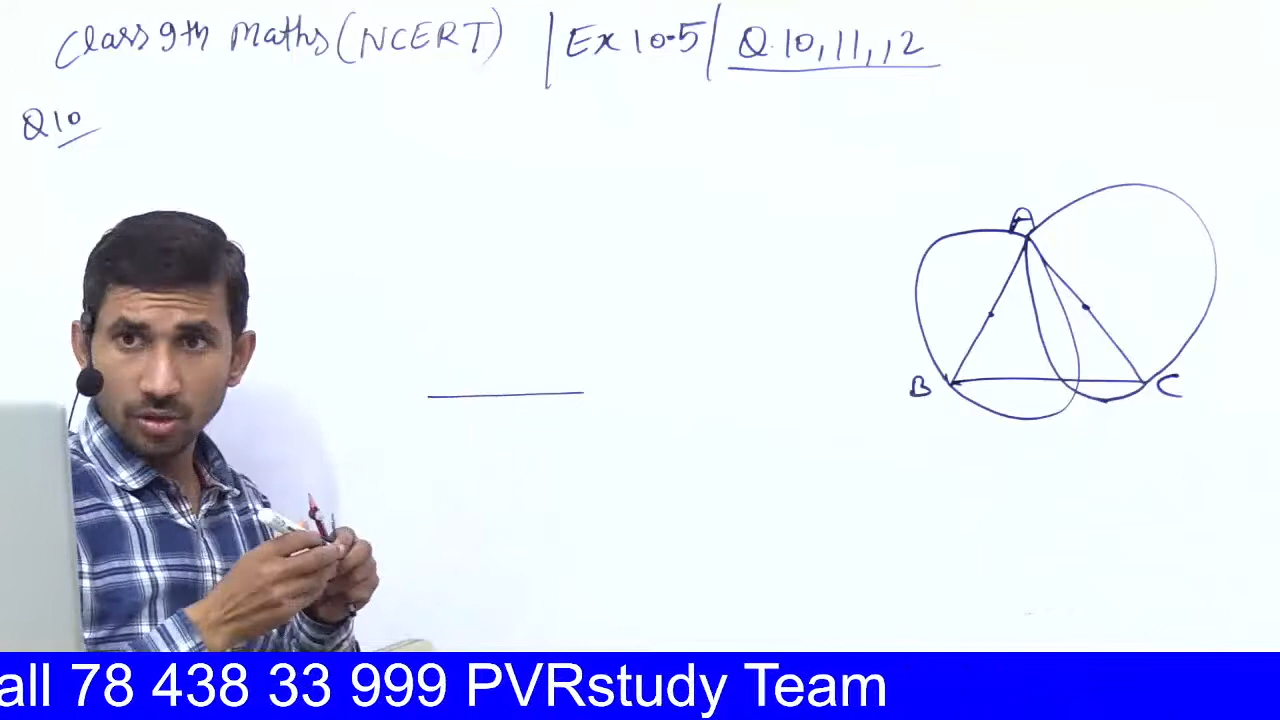 Class 9th Maths (NCERT) | Ex 10.5 | Q.10, 11, 12
Q10
A
B
C
all 78 438 33 999 PVRstudy Team